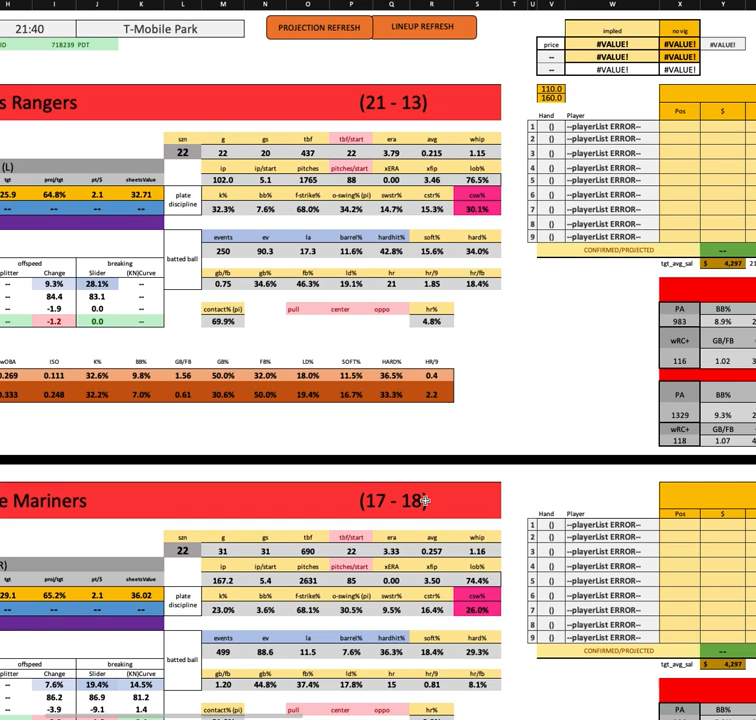 H I J K L M N O P Q R S T U V W X Y
21:40 T-Mobile Park PROJECTION REFRESH LINEUP REFRESH implied no vig
ID 718239 PDT price #VALUE! #VALUE! #VALUE!
-- #VALUE! #VALUE!
-- #VALUE! #VALUE!
110.0
160.0
s Rangers (21 - 13)
Pos $
Hand Player
szn g gs tbf tbf/start era avg whip
22 22 20 437 22 3.79 0.215 1.15
(L) ip ip/start pitches pitches/start xERA xFIP lob%
tgt proj/tgt pt/$ sheetsValue 102.0 5.1 1765 88 0.00 3.46 76.5%
25.9 64.8% 2.1 32.71 plate discipline k% bb% f-strike% o-swing% (pi) swstr% cstr% csw%
-- -- -- -- 32.3% 7.6% 68.0% 34.2% 14.7% 15.3% 30.1%
1 () --playerList ERROR--
2 () --playerList ERROR--
3 () --playerList ERROR--
4 () --playerList ERROR--
5 () --playerList ERROR--
6 () --playerList ERROR--
7 () --playerList ERROR--
8 () --playerList ERROR--
9 () --playerList ERROR--
CONFIRMED/PROJECTED --
tgt_avg_sal $ 4,297 21
batted ball events ev la barrel% hardhit% soft% hard%
250 90.3 17.3 11.6% 42.8% 15.6% 34.0%
offspeed breaking gb/fb gb% fb% ld% hr hr/9 hr/fb
splitter Change Slider (KN)Curve 0.75 34.6% 46.3% 19.1% 21 1.85 18.4%
-- 9.3% 28.1% --
-- 84.4 83.1 --
-- -1.9 0.0 --
-- -1.2 0.0 --
contact% (pi) pull center oppo hr%
69.9% 4.8%
PA BB%
983 8.9%
wRC+ GB/FB
116 1.02
wOBA ISO K% BB% GB/FB GB% FB% LD% SOFT% HARD% HR/9
0.269 0.111 32.6% 9.8% 1.56 50.0% 32.0% 18.0% 11.5% 36.5% 0.4
0.333 0.248 32.2% 7.0% 0.61 30.6% 50.0% 19.4% 16.7% 33.3% 2.2
PA BB%
1329 9.3%
wRC+ GB/FB
118 1.07
e Mariners (17 - 18)
Hand Player Pos $
szn g gs tbf tbf/start era avg whip
22 31 31 690 22 3.33 0.257 1.16
R) ip ip/start pitches pitches/start xERA xFIP lob%
tgt proj/tgt pt/$ sheetsValue 167.2 5.4 2631 85 0.00 3.50 74.4%
29.1 65.2% 2.1 36.02 plate discipline k% bb% f-strike% o-swing% (pi) swstr% cstr% csw%
-- -- -- -- 23.0% 3.6% 68.1% 30.5% 9.5% 16.4% 26.0%
1 () --playerList ERROR--
2 () --playerList ERROR--
3 () --playerList ERROR--
4 () --playerList ERROR--
5 () --playerList ERROR--
6 () --playerList ERROR--
7 () --playerList ERROR--
8 () --playerList ERROR--
9 () --playerList ERROR--
CONFIRMED/PROJECTED --
tgt_avg_sal $ 4,297
batted ball events ev la barrel% hardhit% soft% hard%
499 88.6 11.5 7.6% 36.3% 18.4% 29.3%
offspeed breaking gb/fb gb% fb% ld% hr hr/9 hr/fb
splitter Change Slider (KN)Curve 1.20 44.8% 37.4% 17.8% 15 0.81 8.1%
-- 7.6% 19.4% 14.5%
-- 86.2 86.9 81.2
-- -3.9 -9.1 1.4
contact% (pi) pull center oppo hr%
PA BB%